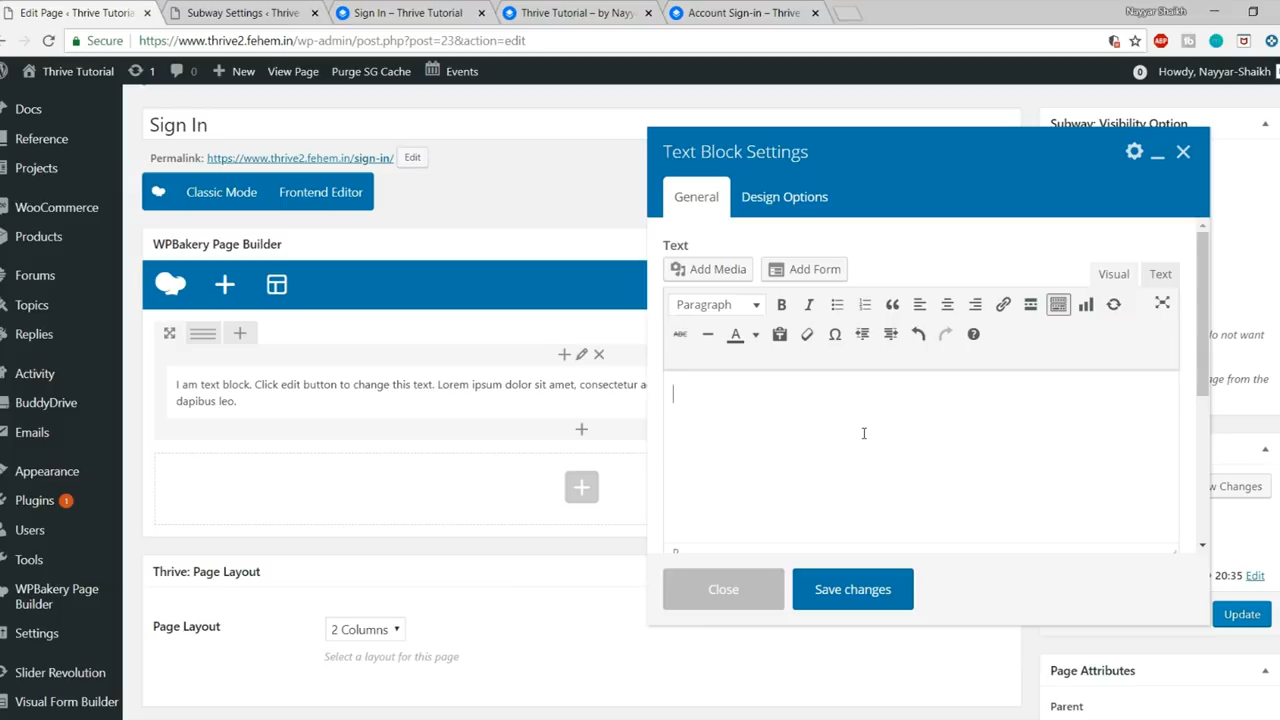 Edit Page ‹ Thrive Tutoria
Subway Settings ‹ Thrive
Sign In – Thrive Tutorial
Thrive Tutorial – by Nayy
Account Sign-in – Thrive
Nayyar Shaikh
Secure
https://www.thrive2.fehem.in/wp-admin/post.php?post=23&action=edit
ABP
Thrive Tutorial
1
0
New
View Page
Purge SG Cache
Events
0
Howdy, Nayyar-Shaikh
Docs
Reference
Projects
WooCommerce
Products
Forums
Topics
Replies
Activity
BuddyDrive
Emails
Appearance
Plugins 1
Users
Tools
WPBakery Page
Builder
Settings
Slider Revolution
Visual Form Builder
Sign In
Permalink: https://www.thrive2.fehem.in/sign-in/ Edit
Classic Mode
Frontend Editor
WPBakery Page Builder
I am text block. Click edit button to change this text. Lorem ipsum dolor sit amet, consectetur a
dapibus leo.
Thrive: Page Layout
Page Layout
2 Columns
Select a layout for this page
Text Block Settings
General
Design Options
Text
Add Media
Add Form
Visual
Text
Paragraph
B
I
ABC
A
Close
Save changes
Subway: Visibility Option
do not want
ge from the
w Changes
20:35 Edit
Update
Page Attributes
Parent